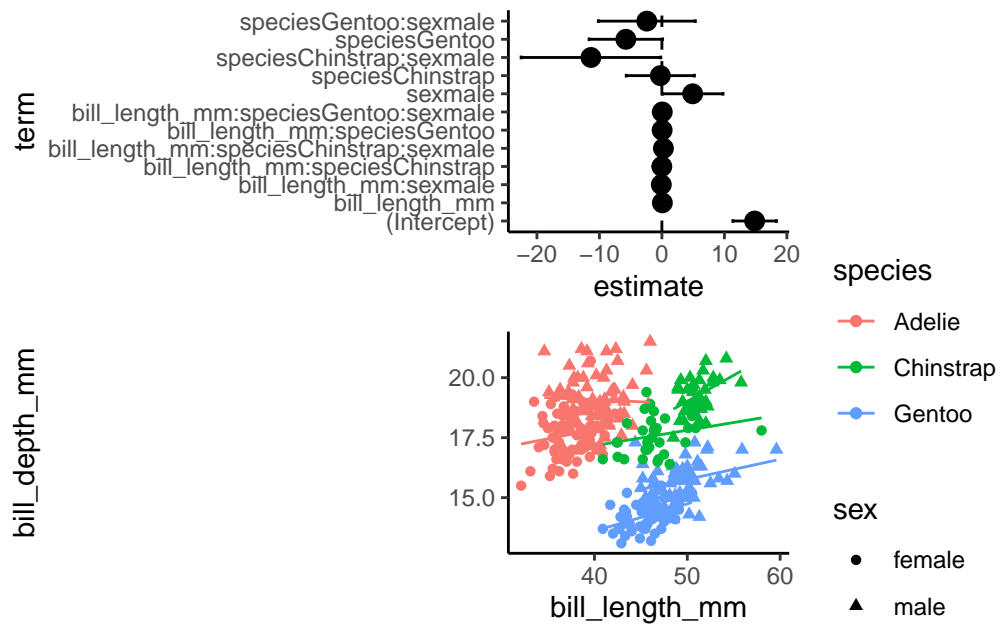 term
speciesGentoo:sexmale
speciesGentoo
speciesChinstrap:sexmale
speciesChinstrap
sexmale
bill_length_mm:speciesGentoo:sexmale
bill_length_mm:speciesGentoo
bill_length_mm:speciesChinstrap:sexmale
bill_length_mm:speciesChinstrap
bill_length_mm:sexmale
bill_length_mm
(Intercept)
−20 −10 0 10 20
estimate
bill_depth_mm
20.0
17.5
15.0
40 50 60
bill_length_mm
species
Adelie
Chinstrap
Gentoo
sex
female
male